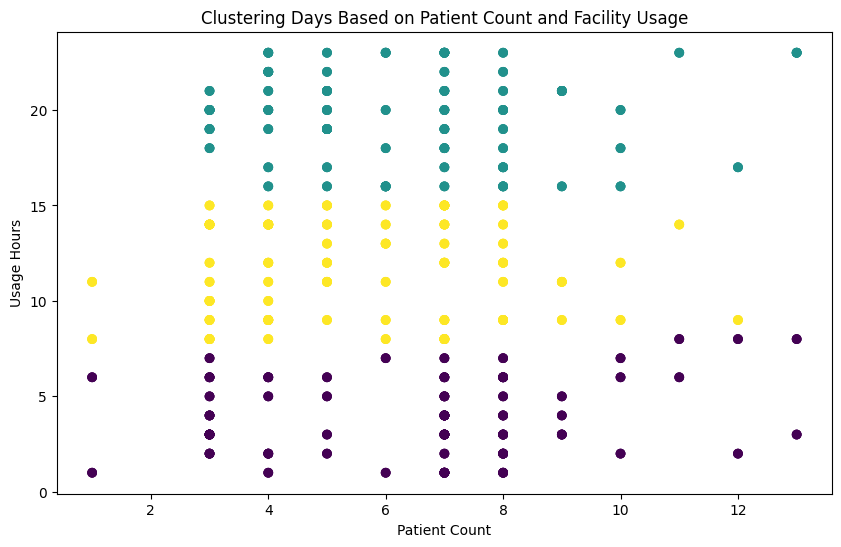 Clustering Days Based on Patient Count and Facility Usage
Usage Hours
20
15
10
5
0
2 4 6 8 10 12
Patient Count